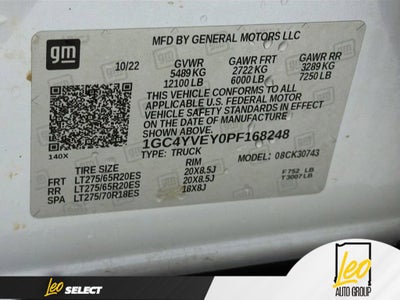 gm
MFD BY GENERAL MOTORS LLC
10/22 GVWR GAWR FRT GAWR RR
5489 KG 2722 KG 3289 KG
12100 LB 6000 LB 7250 LB
THIS VEHICLE CONFORMS TO ALL
APPLICABLE U.S. FEDERAL MOTOR
VEHICLE SAFETY STANDARDS IN EFFECT
ON THE DATE OF MANUFACTURE
SHOWN ABOVE.
1GC4YVEY0PF168248
TYPE: TRUCK
140X
MODEL: 08CK30743
TIRE SIZE RIM
FRT LT275/65R20ES 20X8.5J F 752 LB
RR LT275/65R20ES 20X8.5J T3007 LB
SPA LT275/70R18ES 18X8J
Leo SELECT
Leo
AUTO GROUP